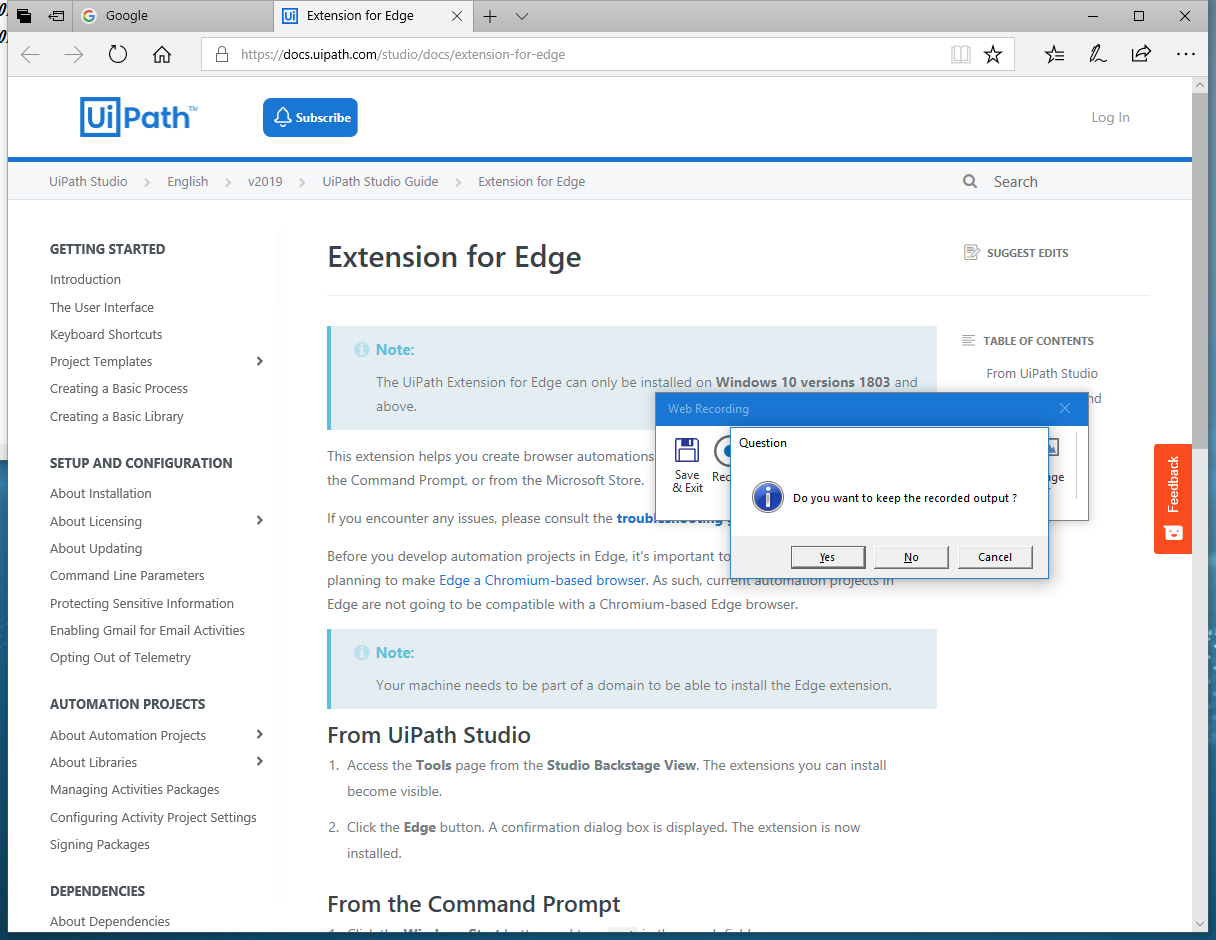 Google
Extension for Edge
https://docs.uipath.com/studio/docs/extension-for-edge
UiPath™
Subscribe
Log In
UiPath Studio
English
v2019
UiPath Studio Guide
Extension for Edge
Search
GETTING STARTED
Introduction
The User Interface
Keyboard Shortcuts
Project Templates
Creating a Basic Process
Creating a Basic Library
SETUP AND CONFIGURATION
About Installation
About Licensing
About Updating
Command Line Parameters
Protecting Sensitive Information
Enabling Gmail for Email Activities
Opting Out of Telemetry
AUTOMATION PROJECTS
About Automation Projects
About Libraries
Managing Activities Packages
Configuring Activity Project Settings
Signing Packages
DEPENDENCIES
About Dependencies
Extension for Edge
SUGGEST EDITS
Note:
The UiPath Extension for Edge can only be installed on Windows 10 versions 1803 and
above.
This extension helps you create browser automations
the Command Prompt, or from the Microsoft Store.
If you encounter any issues, please consult the
Before you develop automation projects in Edge, it's important to
planning to make Edge a Chromium-based browser. As such, current automation projects in
Edge are not going to be compatible with a Chromium-based Edge browser.
Note:
Your machine needs to be part of a domain to be able to install the Edge extension.
From UiPath Studio
1. Access the Tools page from the Studio Backstage View. The extensions you can install
become visible.
2. Click the Edge button. A confirmation dialog box is displayed. The extension is now
installed.
From the Command Prompt
TABLE OF CONTENTS
From UiPath Studio
Web Recording
Save
& Exit
Question
Do you want to keep the recorded output ?
Yes
No
Cancel
Feedback